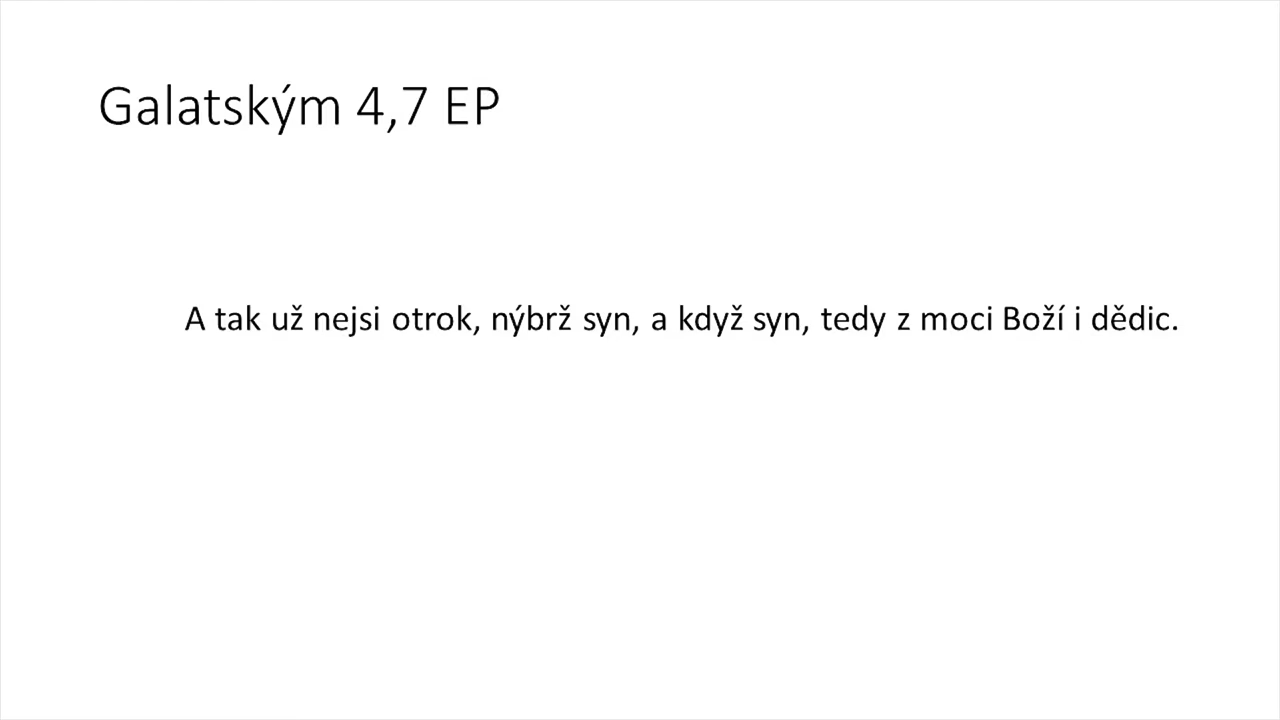 Galatským 4,7 EP
A tak už nejsi otrok, nýbrž syn, a když syn, tedy z moci Boží i dědic.